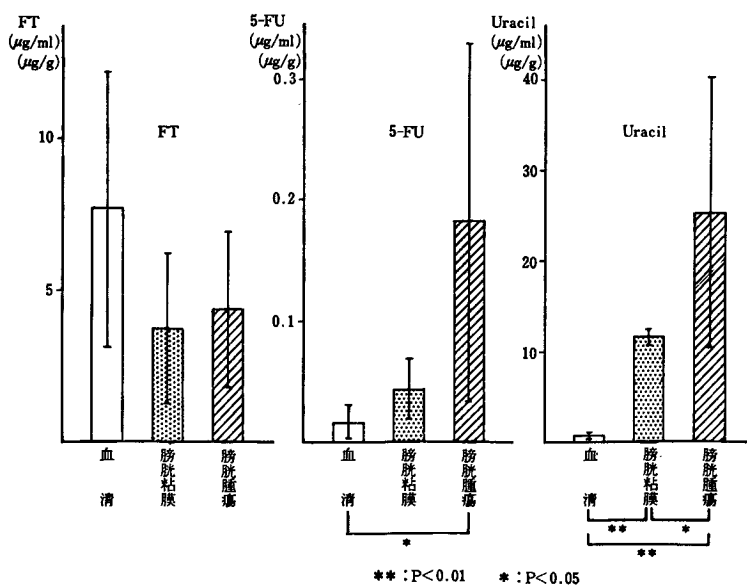 FT
(μg/ml)
(μg/g)
10
5
FT
血清
膀胱粘膜
膀胱腫瘍
5-FU
(μg/ml)
(μg/g)
0.3
0.2
0.1
5-FU
血清
膀胱粘膜
膀胱腫瘍
*
Uracil
(μg/ml)
(μg/g)
40
30
20
10
Uracil
血清
膀胱粘膜
膀胱腫瘍
**
*
**
**:P<0.01 *:P<0.05